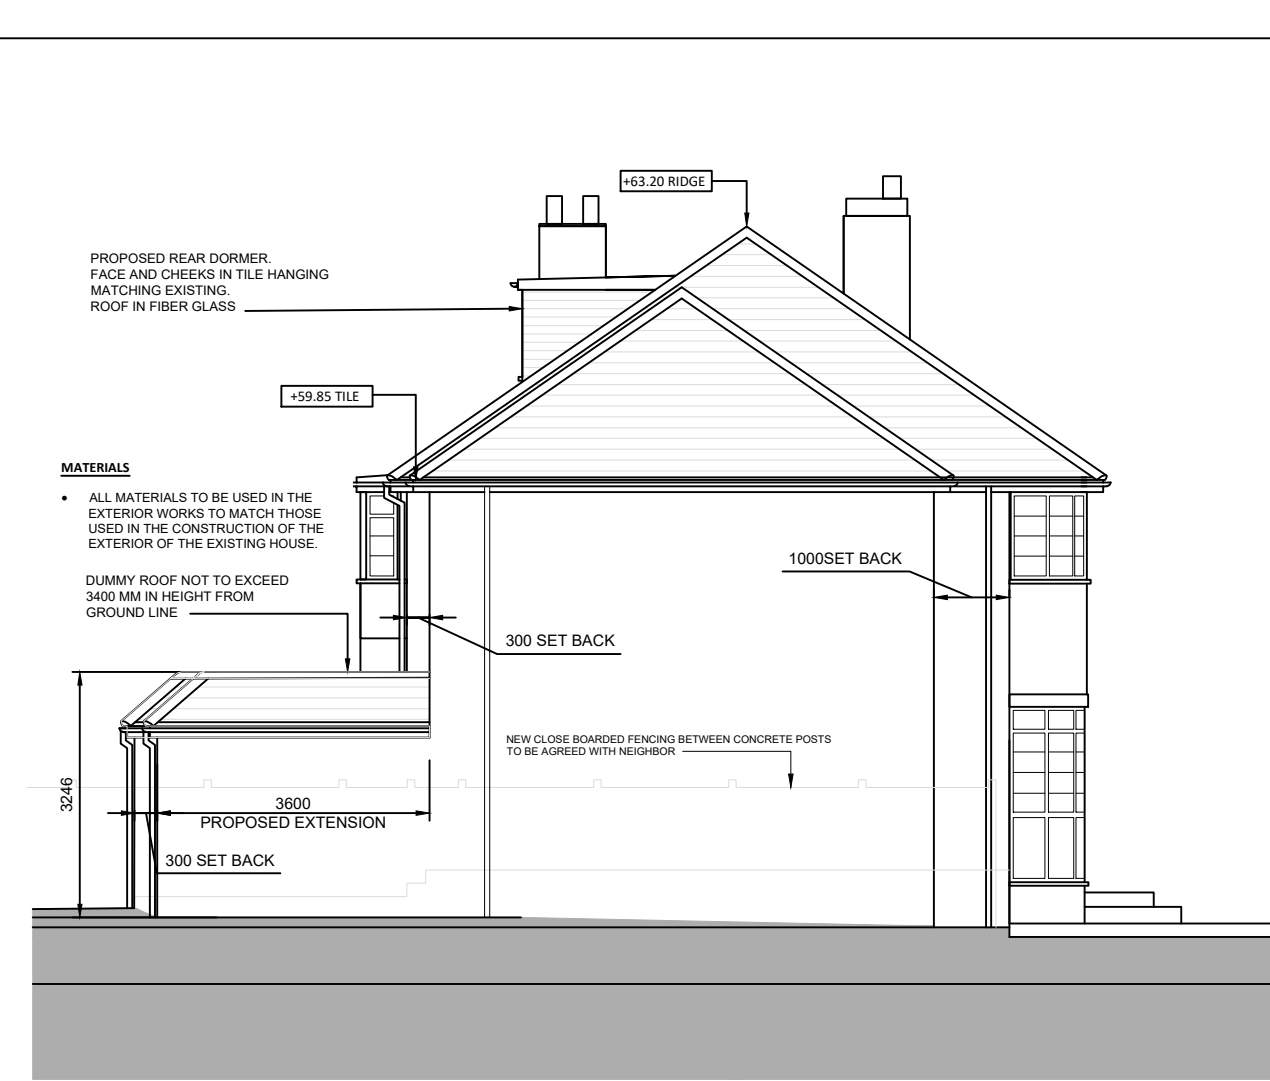 +63.20 RIDGE
PROPOSED REAR DORMER.
FACE AND CHEEKS IN TILE HANGING
MATCHING EXISTING.
ROOF IN FIBER GLASS
+59.85 TILE
MATERIALS
• ALL MATERIALS TO BE USED IN THE
EXTERIOR WORKS TO MATCH THOSE
USED IN THE CONSTRUCTION OF THE
EXTERIOR OF THE EXISTING HOUSE.
DUMMY ROOF NOT TO EXCEED
3400 MM IN HEIGHT FROM
GROUND LINE
1000SET BACK
300 SET BACK
NEW CLOSE BOARDED FENCING BETWEEN CONCRETE POSTS
TO BE AGREED WITH NEIGHBOR
3246
3600
PROPOSED EXTENSION
300 SET BACK